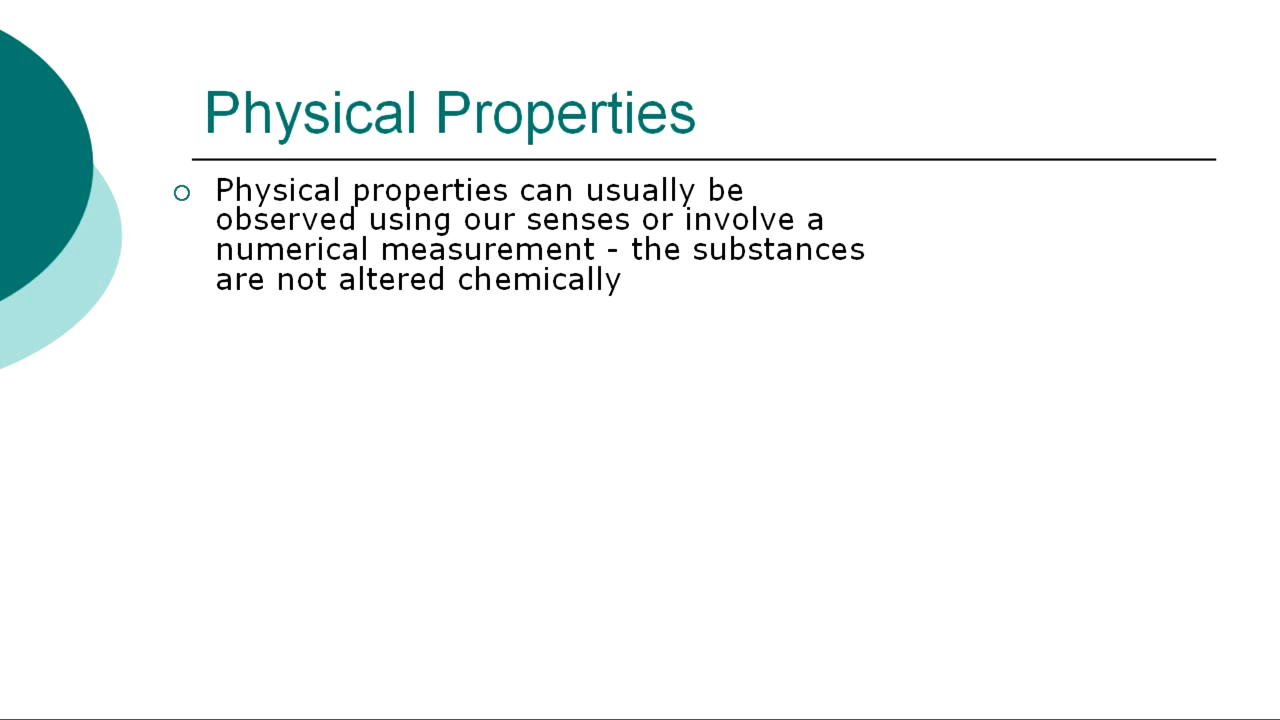 Physical Properties
Physical properties can usually be
observed using our senses or involve a
numerical measurement - the substances
are not altered chemically